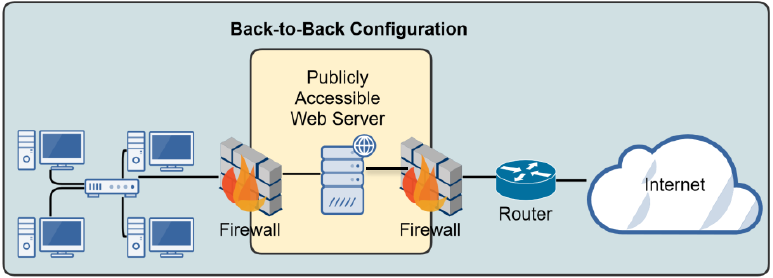 Back-to-Back Configuration
Publicly
Accessible
Web Server
Firewall
Firewall
Router
Internet